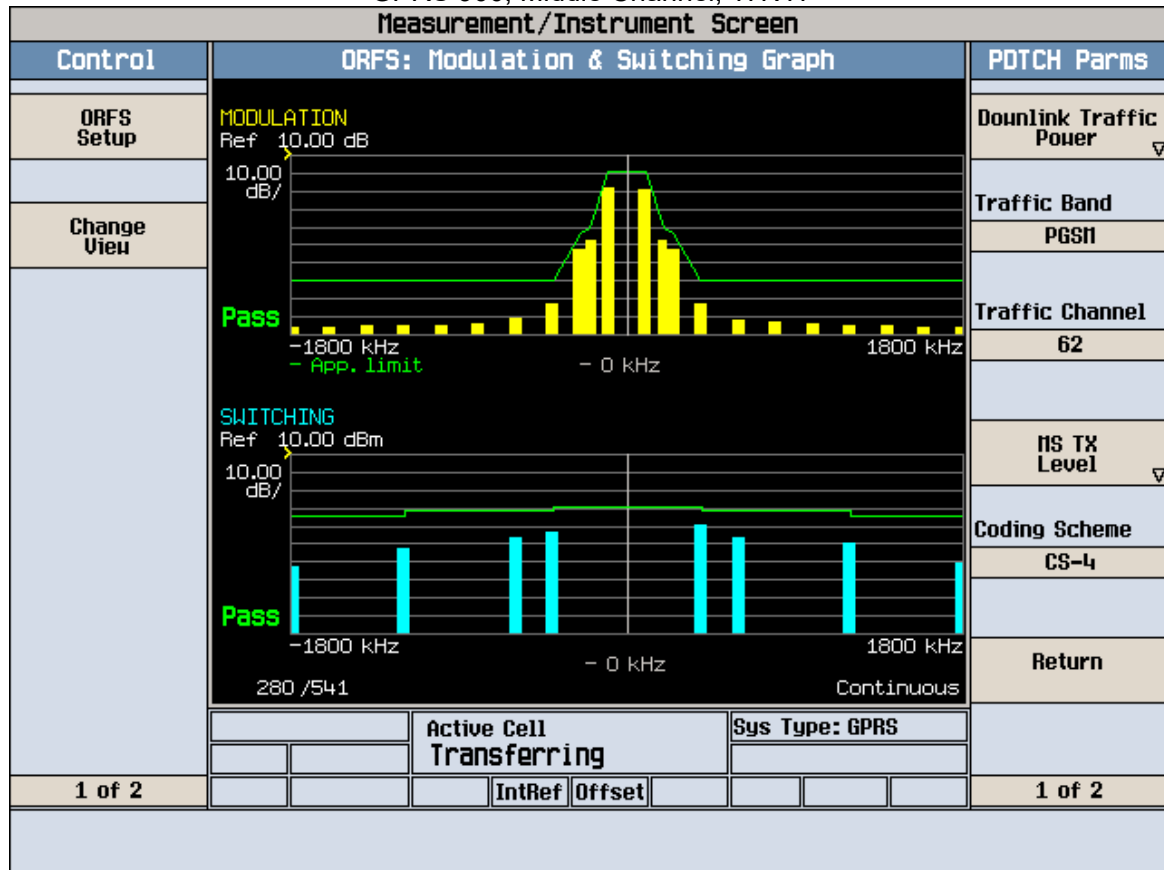 Measurement/Instrument Screen
Control
ORFS: Modulation & Switching Graph
PDTCH Parms
ORFS
Setup
Change
View
1 of 2
MODULATION
Ref 10.00 dB
10.00
dB/
Pass
-1800 kHz
1800 kHz
- App. limit
- 0 kHz
SWITCHING
Ref 10.00 dBm
10.00
dB/
Pass
-1800 kHz
1800 kHz
- 0 kHz
280 /541
Continuous
Active Cell
Transferring
Sys Type: GPRS
IntRef
Offset
Downlink Traffic
Power
Traffic Band
PGSM
Traffic Channel
62
MS TX
Level
Coding Scheme
CS-4
Return
1 of 2